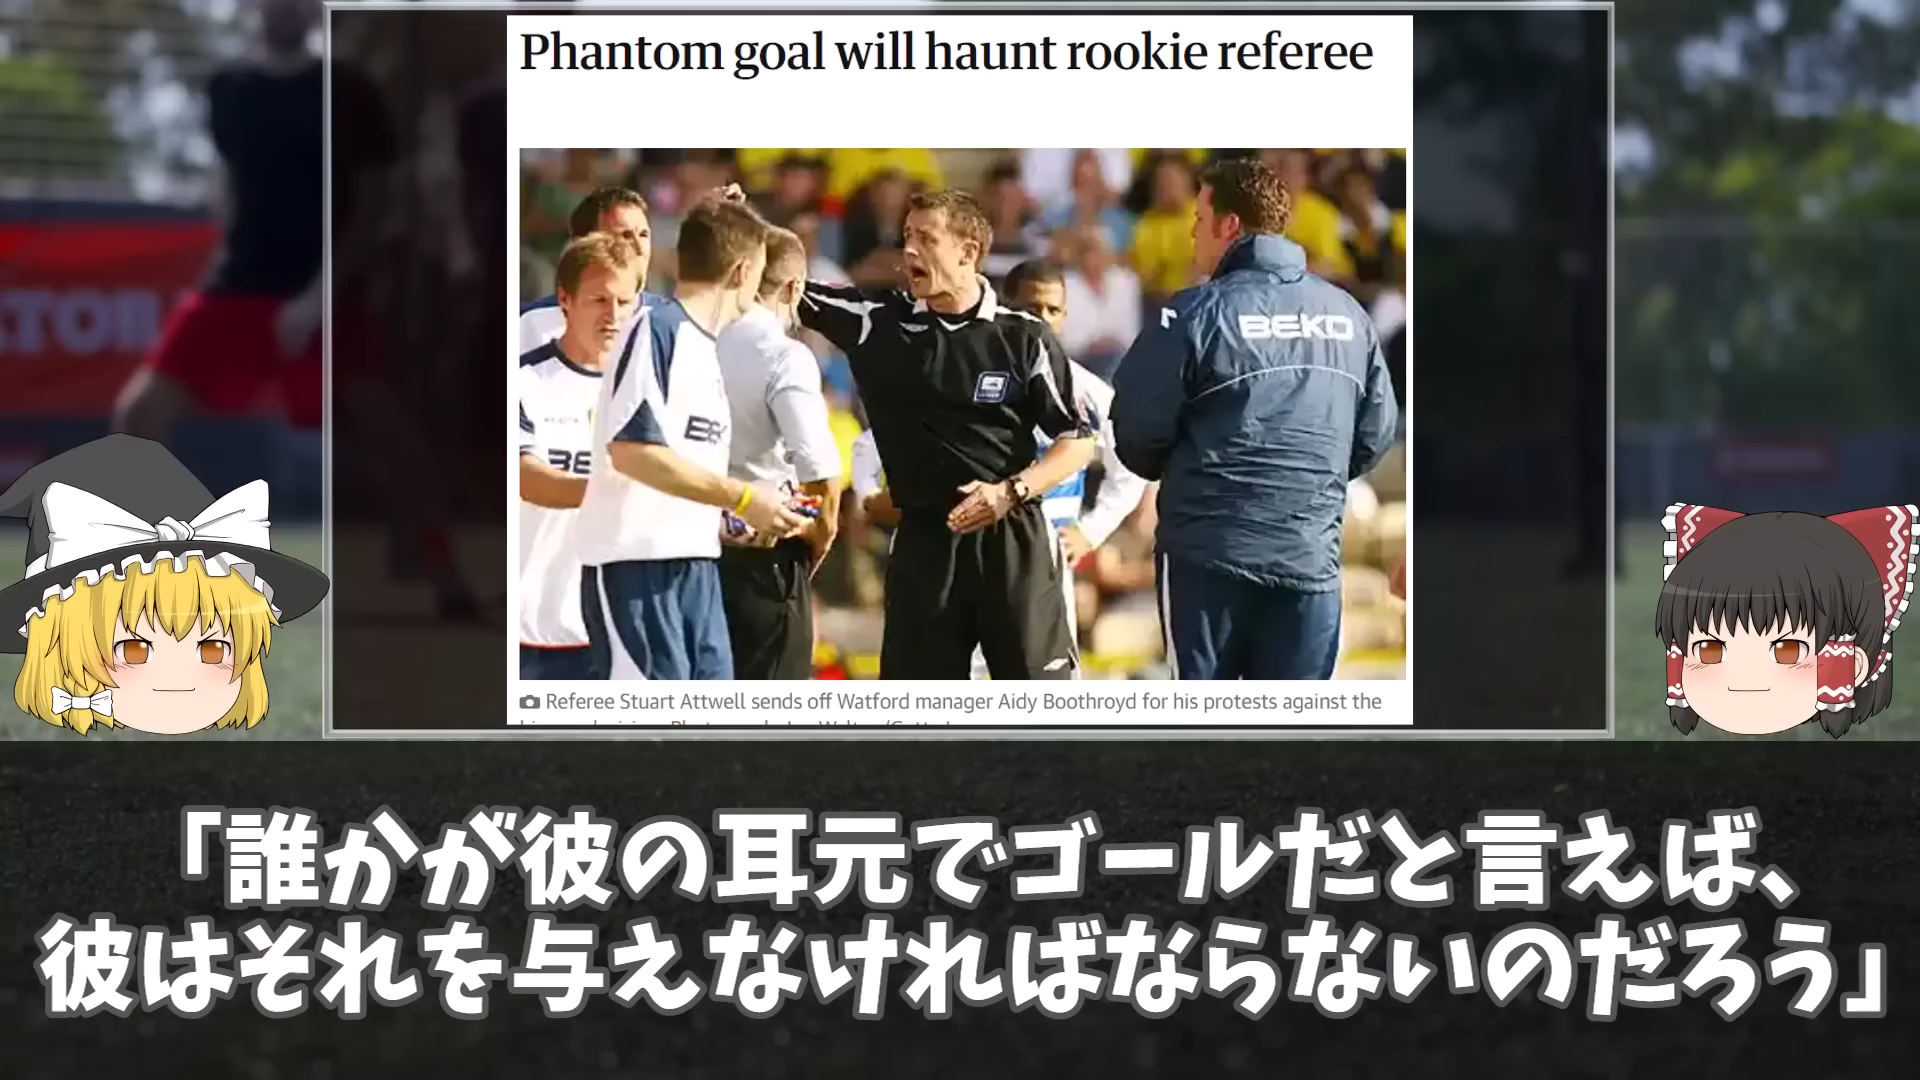 Phantom goal will haunt rookie referee
BEKO
Referee Stuart Attwell sends off Watford manager Aidy Boothroyd for his protests against the
「誰かが彼の耳元でゴールだと言えば、
彼はそれを与えなければならないのだろう」